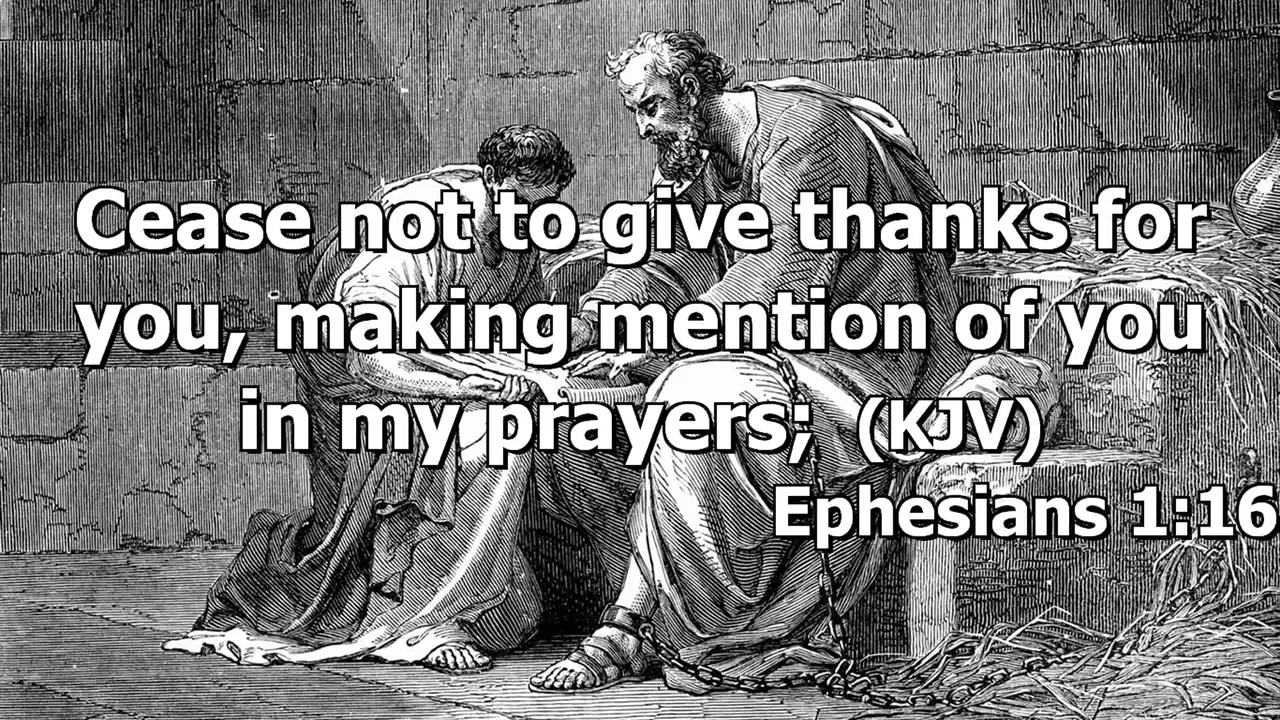 Cease not to give thanks for
you, making mention of you
in my prayers; (KJV)
Ephesians 1:16